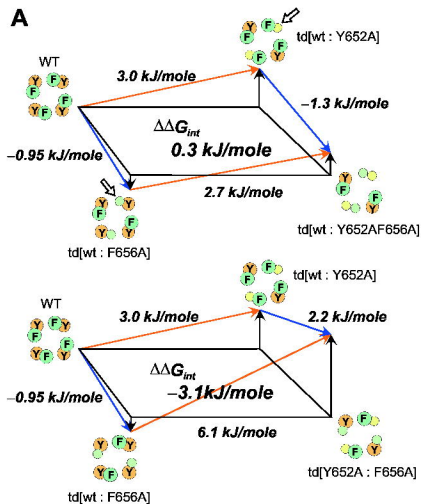 A
td[wt : Y652A]
WT
F F
Y Y F Y
F Y
Y F Y
F Y
3.0 kJ/mole
−1.3 kJ/mole
ΔΔGint
0.3 kJ/mole
−0.95 kJ/mole
2.7 kJ/mole
Y Y
F F
Y Y
Y F
F
Y
td[wt : F656A]
td[wt : Y652AF656A]
td[wt : Y652A]
WT
F F
Y Y F Y
F Y
Y F Y
F Y
3.0 kJ/mole
2.2 kJ/mole
ΔΔGint
−3.1kJ/mole
−0.95 kJ/mole
6.1 kJ/mole
Y F Y
Y F Y
Y F
F Y
td[wt : F656A]
td[Y652A : F656A]